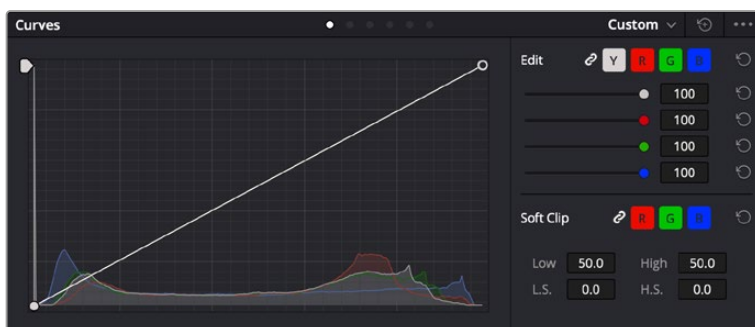 Curves
Custom
Edit
Y R G B
100
100
100
100
Soft Clip
R G B
Low 50.0 High 50.0
L.S. 0.0 H.S. 0.0